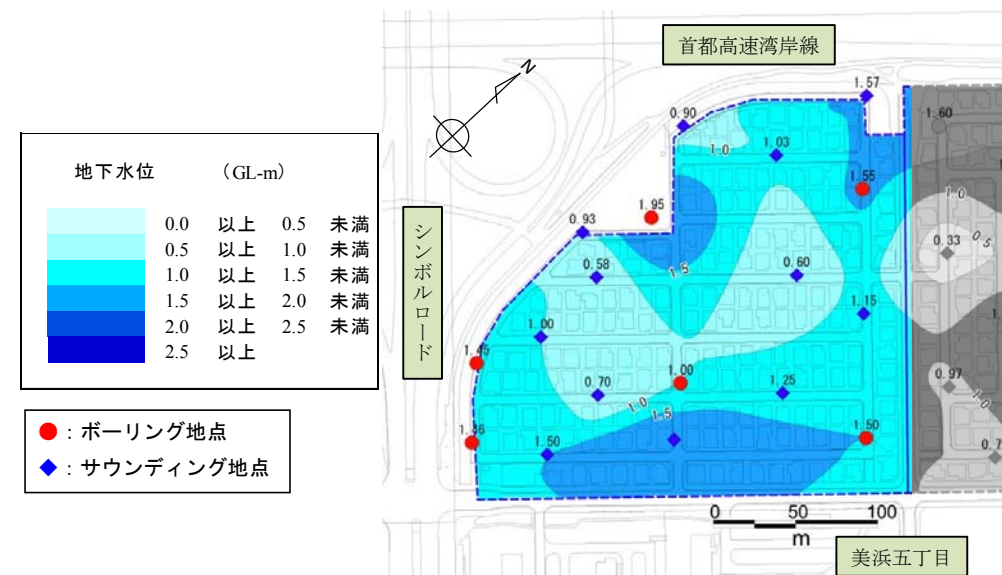 首都高速湾岸線
N
1.57
0.90
1.60
1.0
1.03
1.55
1.0
1.95
0.5
0.93
0.33
1.5
0.58
0.60
1.15
1.00
1.45
0.97
1.00
0.70
1.25
1.0
1.0
1.5
1.36
1.50
1.50
0 50 100
m
美浜五丁目
シンボルロード
地下水位 (GL-m)
0.0 以上 0.5 未満
0.5 以上 1.0 未満
1.0 以上 1.5 未満
1.5 以上 2.0 未満
2.0 以上 2.5 未満
2.5 以上
:ボーリング地点
:サウンディング地点